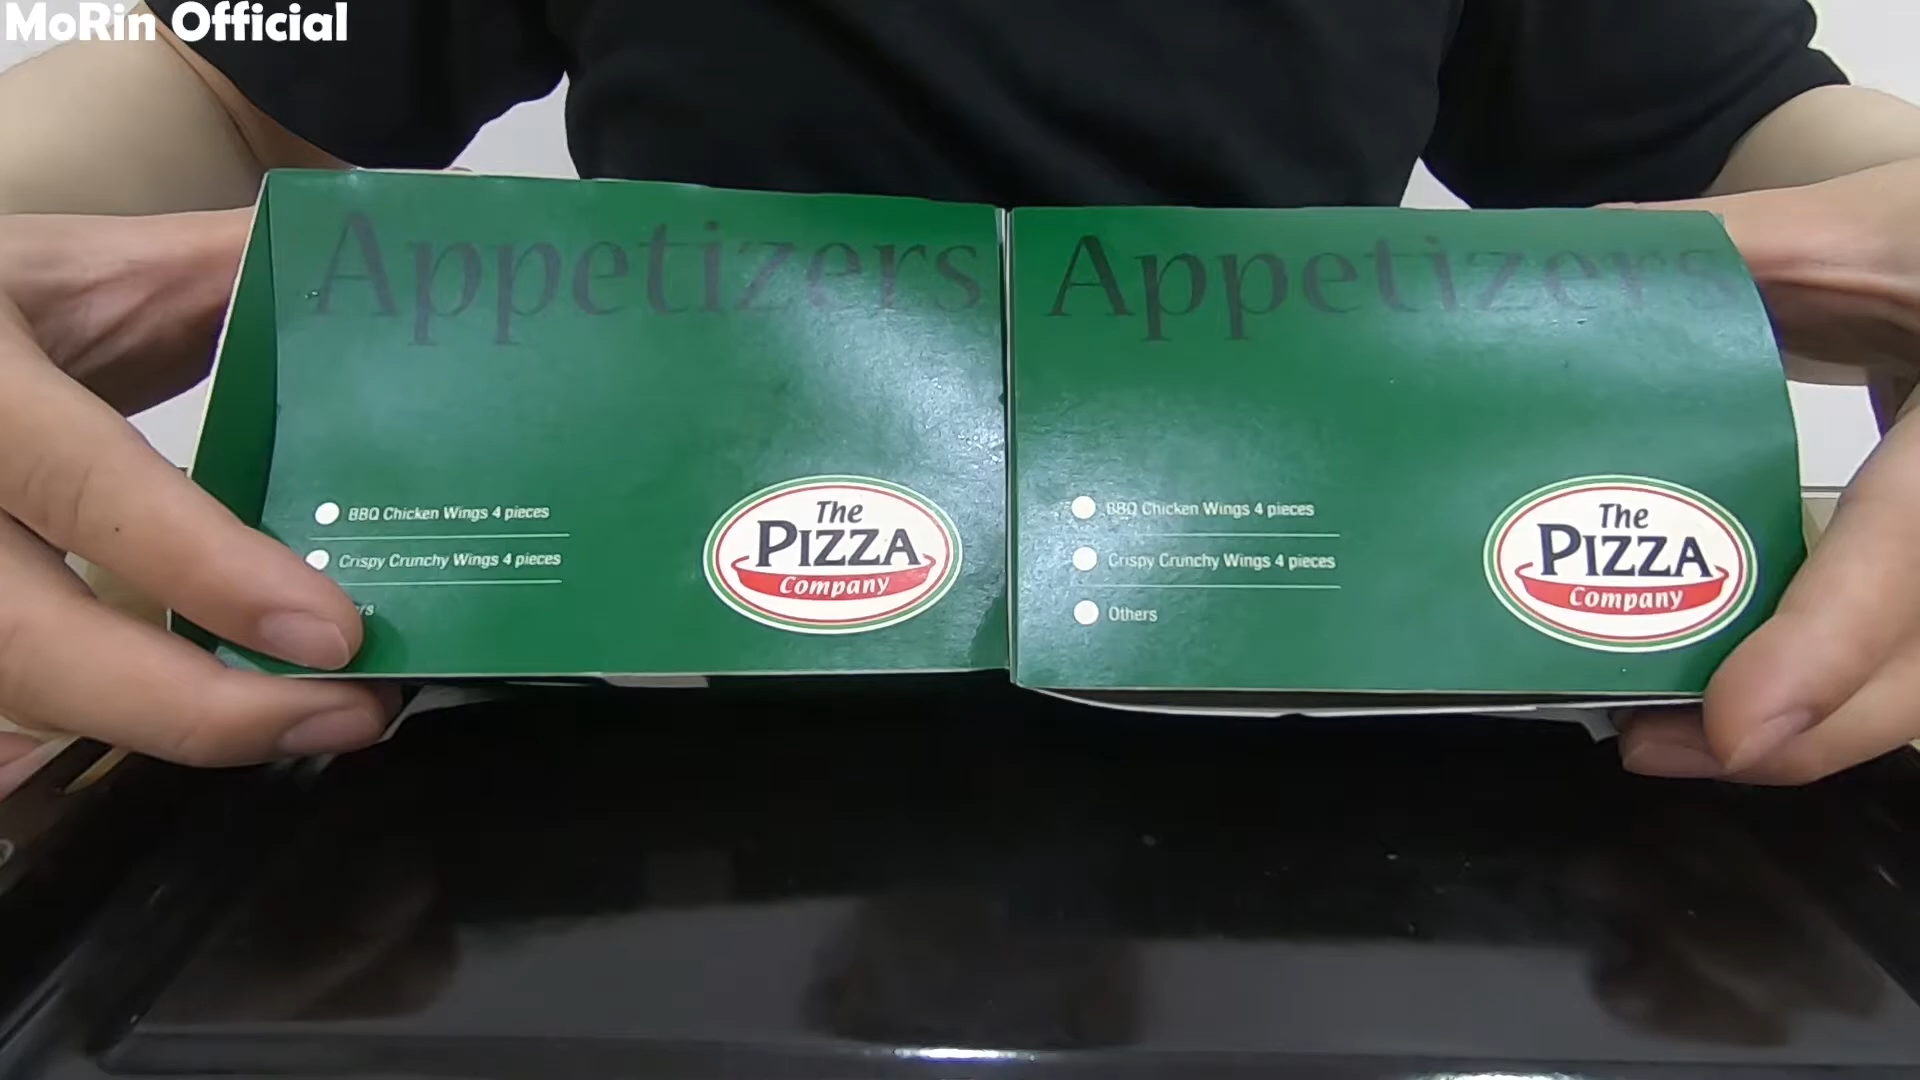 MoRin Official
Appetizers
BBQ Chicken Wings 4 pieces
Crispy Crunchy Wings 4 pieces
The
PIZZA
Company
Appetizers
BBQ Chicken Wings 4 pieces
Crispy Crunchy Wings 4 pieces
Others
The
PIZZA
Company